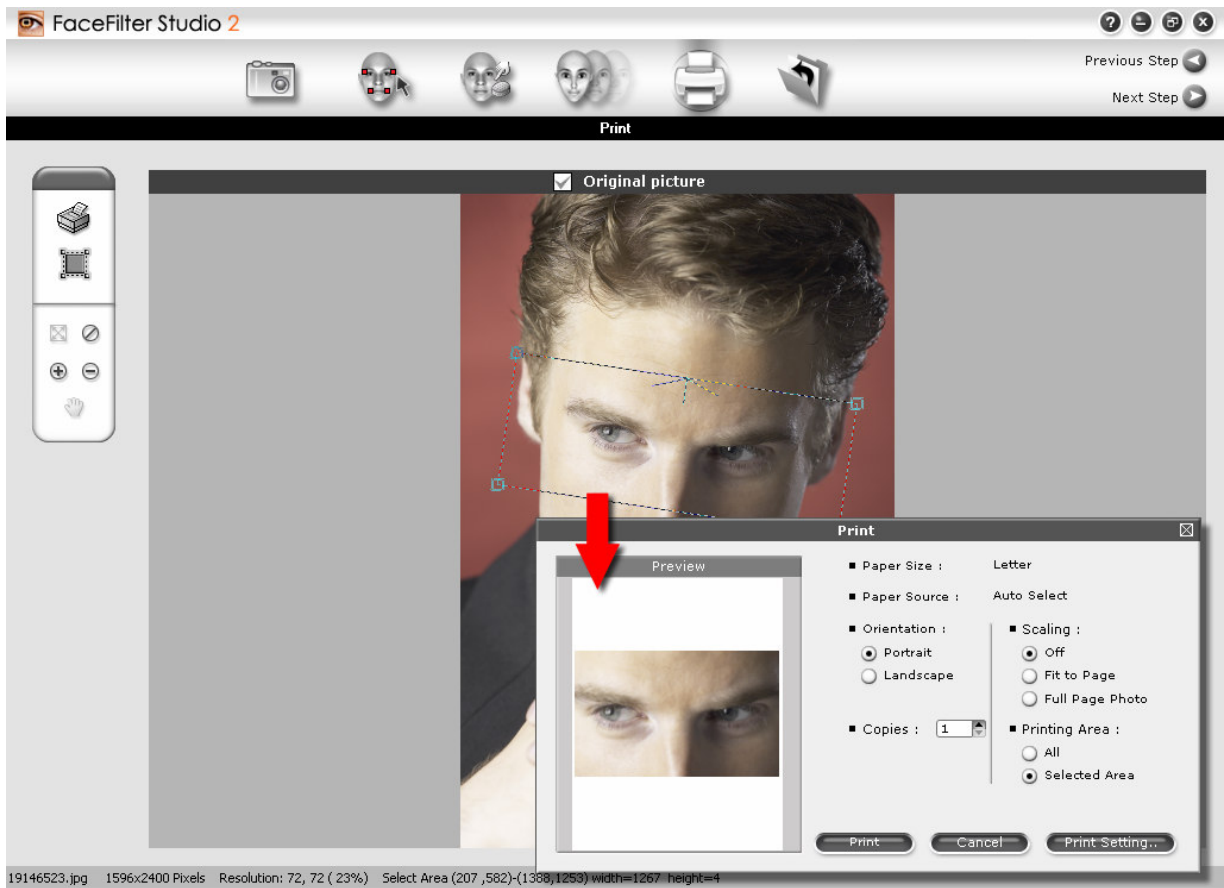 FaceFilter Studio 2
Previous Step
Next Step
Print
Original picture
Print
Preview
Paper Size : Letter
Paper Source : Auto Select
Orientation :
Portrait
Landscape
Scaling :
Off
Fit to Page
Full Page Photo
Copies : 1
Printing Area :
All
Selected Area
Print Cancel Print Setting..
19146523.jpg 1596x2400 Pixels Resolution: 72, 72 ( 23%) Select Area (207 ,582)-(1388,1253) width=1267 height=4